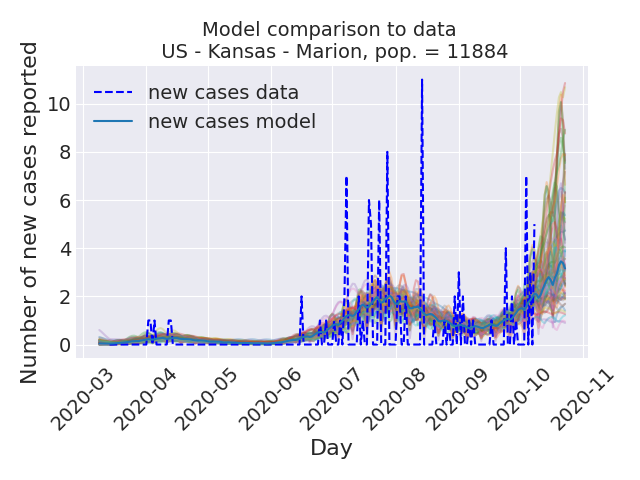 Model comparison to data
US - Kansas - Marion, pop. = 11884
new cases data
new cases model
Number of new cases reported
10
8
6
4
2
0
2020-03
2020-04
2020-05
2020-06
2020-07
2020-08
2020-09
2020-10
2020-11
Day